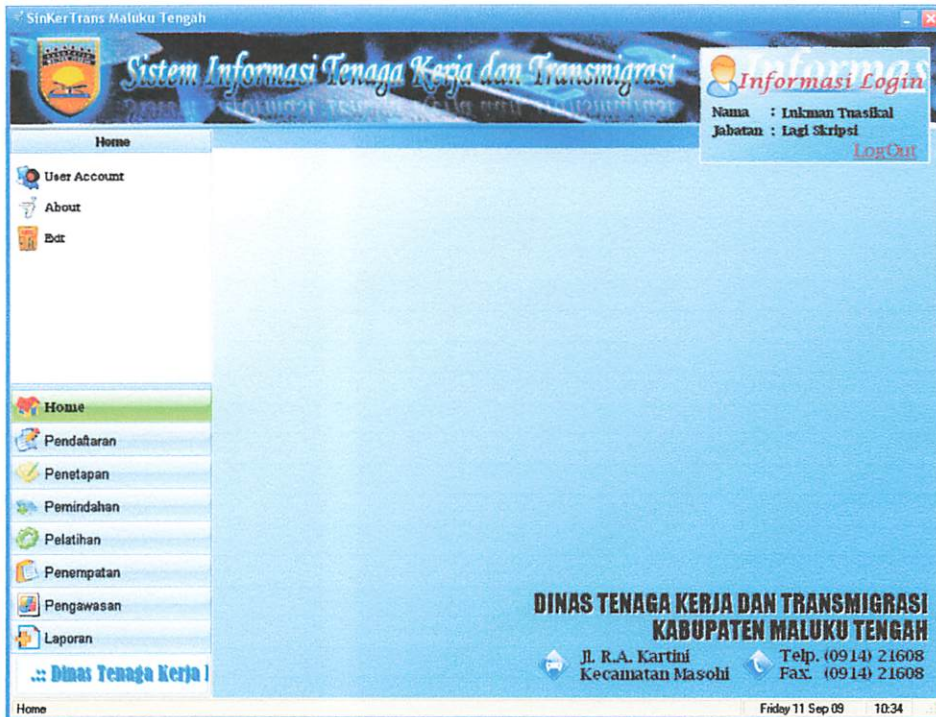 SinKerTrans Maluku Tengah
Sistem Informasi Tenaga Kerja dan Transmigrasi
Informasi Login
Nama : Lukman Tuasikal
Jabatan : Lagi Skripsi
LogOut
Home
User Account
About
Exit
Home
Pendaftaran
Penetapan
Pemindahan
Pelatihan
Penempatan
Pengawasan
Laporan
.:: Dinas Tenaga Kerja
DINAS TENAGA KERJA DAN TRANSMIGRASI
KABUPATEN MALUKU TENGAH
Jl. R.A. Kartini
Kecamatan Masohi
Telp. (0914) 21608
Fax. (0914) 21608
Home
Friday 11 Sep 09
10:34